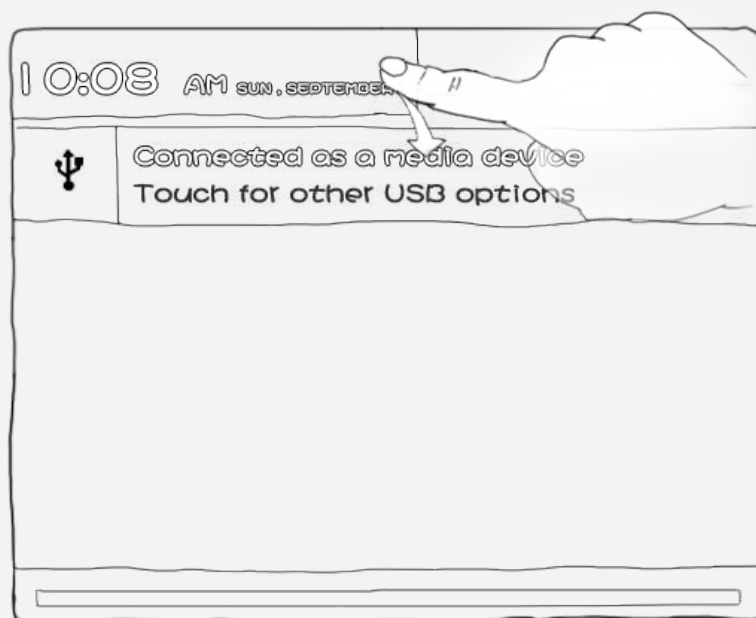 10:08 AM SUN, SEPTEMBER
Connected as a media device
Touch for other USB options